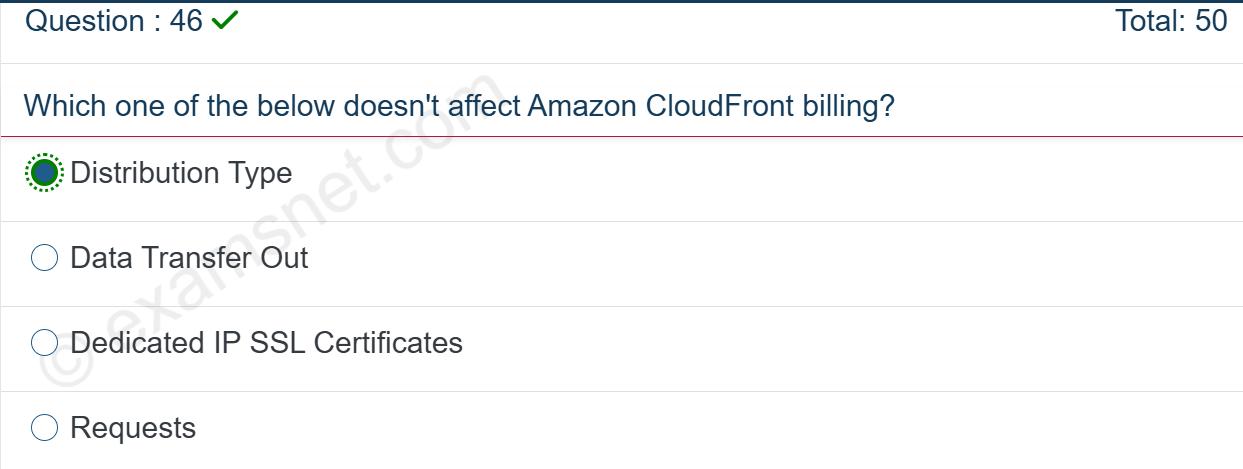 Question : 46
Total: 50
Which one of the below doesn't affect Amazon CloudFront billing?
Distribution Type
Data Transfer Out
Dedicated IP SSL Certificates
Requests
© examsnet.com